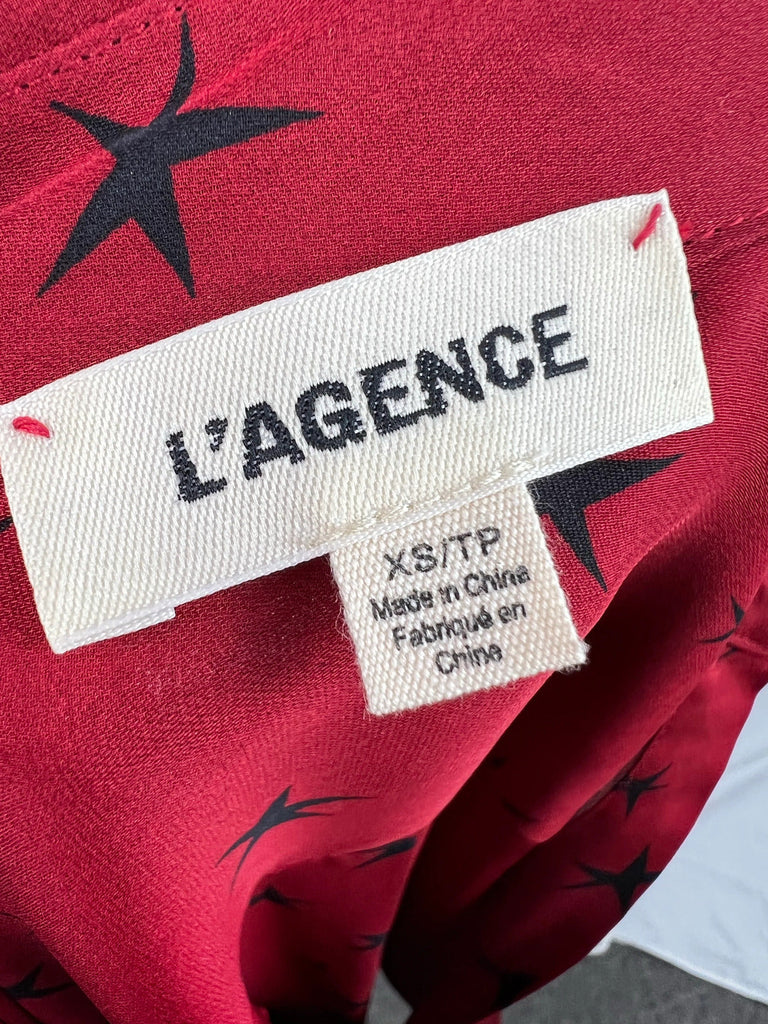 L'AGENCE
XS/TP
Made in China
Fabriqué en
Chine